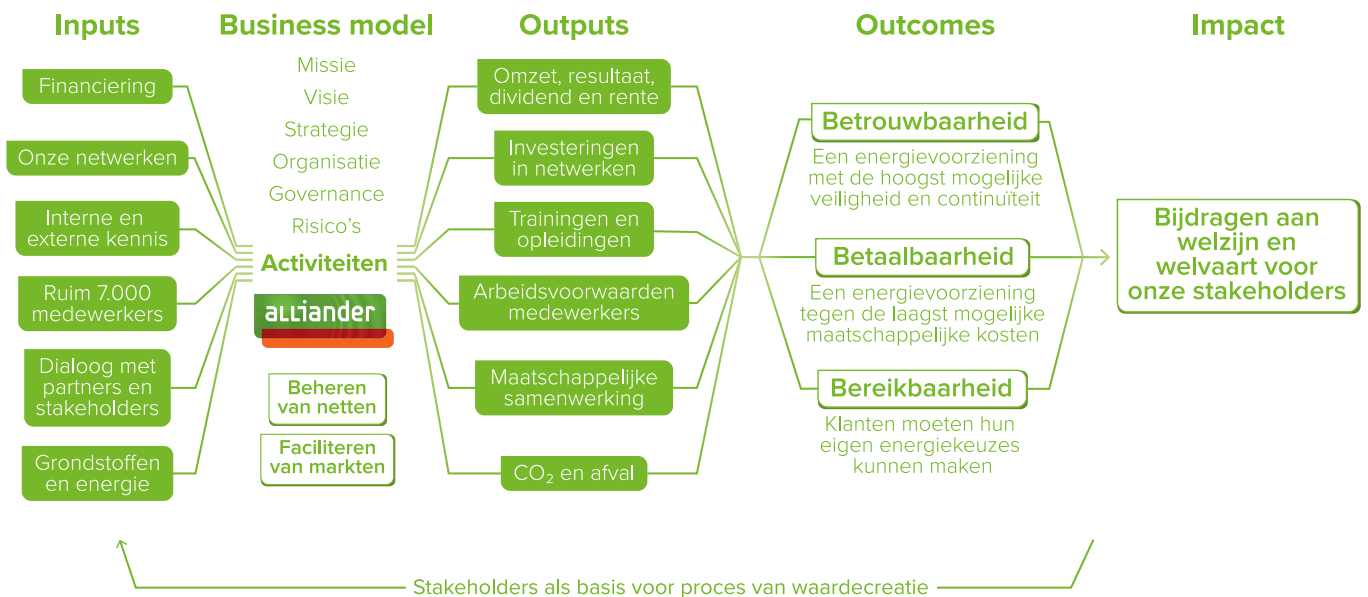 Inputs
Financiering
Onze netwerken
Interne en
externe kennis
Ruim 7.000
medewerkers
Dialoog met
partners en
stakeholders
Grondstoffen
en energie
Business model
Missie
Visie
Strategie
Organisatie
Governance
Risico's
Activiteiten
alliander
Beheren
van netten
Faciliteren
van markten
Outputs
Omzet, resultaat,
dividend en rente
Investeringen
in netwerken
Trainingen en
opleidingen
Arbeidsvoorwaarden
medewerkers
Maatschappelijke
samenwerking
CO₂ en afval
Outcomes
Betrouwbaarheid
Een energievoorziening
met de hoogst mogelijke
veiligheid en continuïteit
Betaalbaarheid
Een energievoorziening
tegen de laagst mogelijke
maatschappelijke kosten
Bereikbaarheid
Klanten moeten hun
eigen energiekeuzes
kunnen maken
Impact
Bijdragen aan
welzijn en
welvaart voor
onze stakeholders
Stakeholders als basis voor proces van waardecreatie